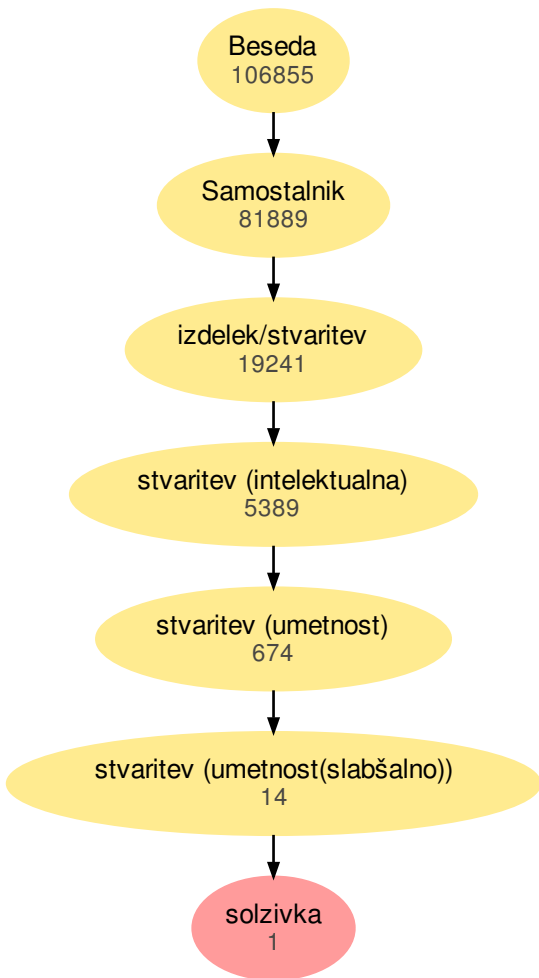 Beseda
106855
Samostalnik
81889
izdelek/stvaritev
19241
stvaritev (intelektualna)
5389
stvaritev (umetnost)
674
stvaritev (umetnost(slabšalno))
14
solzivka
1